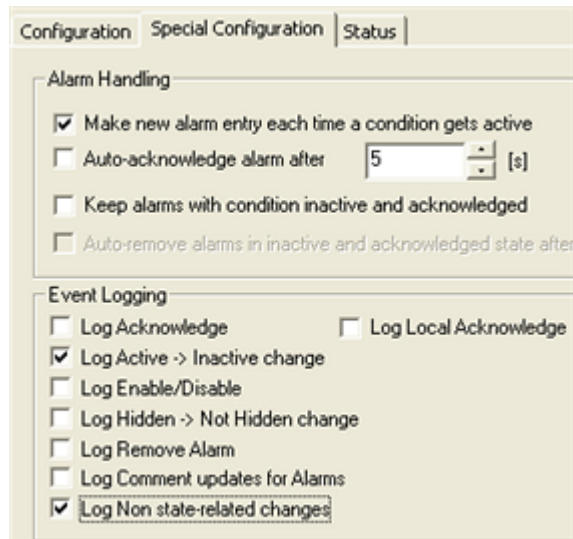 Configuration Special Configuration Status
Alarm Handling
Make new alarm entry each time a condition gets active
Auto-acknowledge alarm after 5 [s]
Keep alarms with condition inactive and acknowledged
Auto-remove alarms in inactive and acknowledged state after
Event Logging
Log Acknowledge Log Local Acknowledge
Log Active -> Inactive change
Log Enable/Disable
Log Hidden -> Not Hidden change
Log Remove Alarm
Log Comment updates for Alarms
Log Non state-related changes